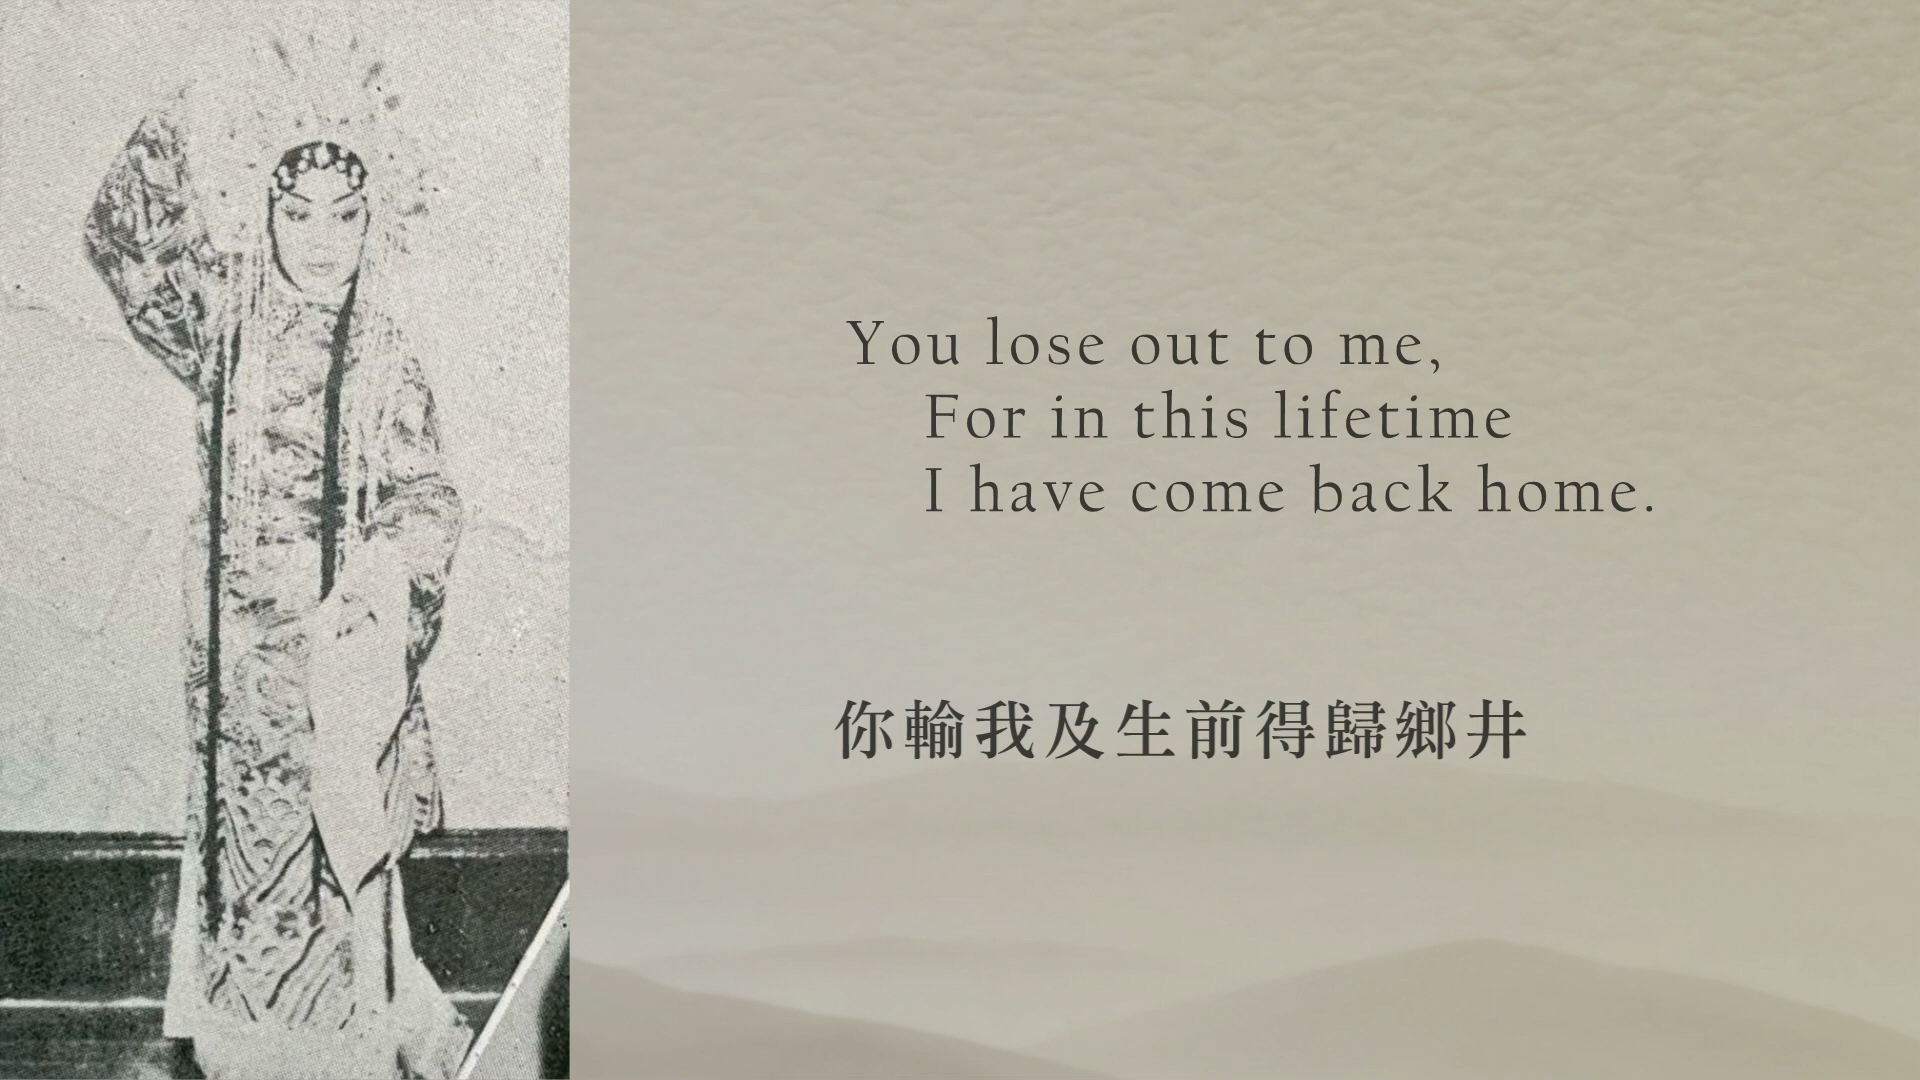 You lose out to me,
For in this lifetime
I have come back home.
你輸我及生前得歸鄉井